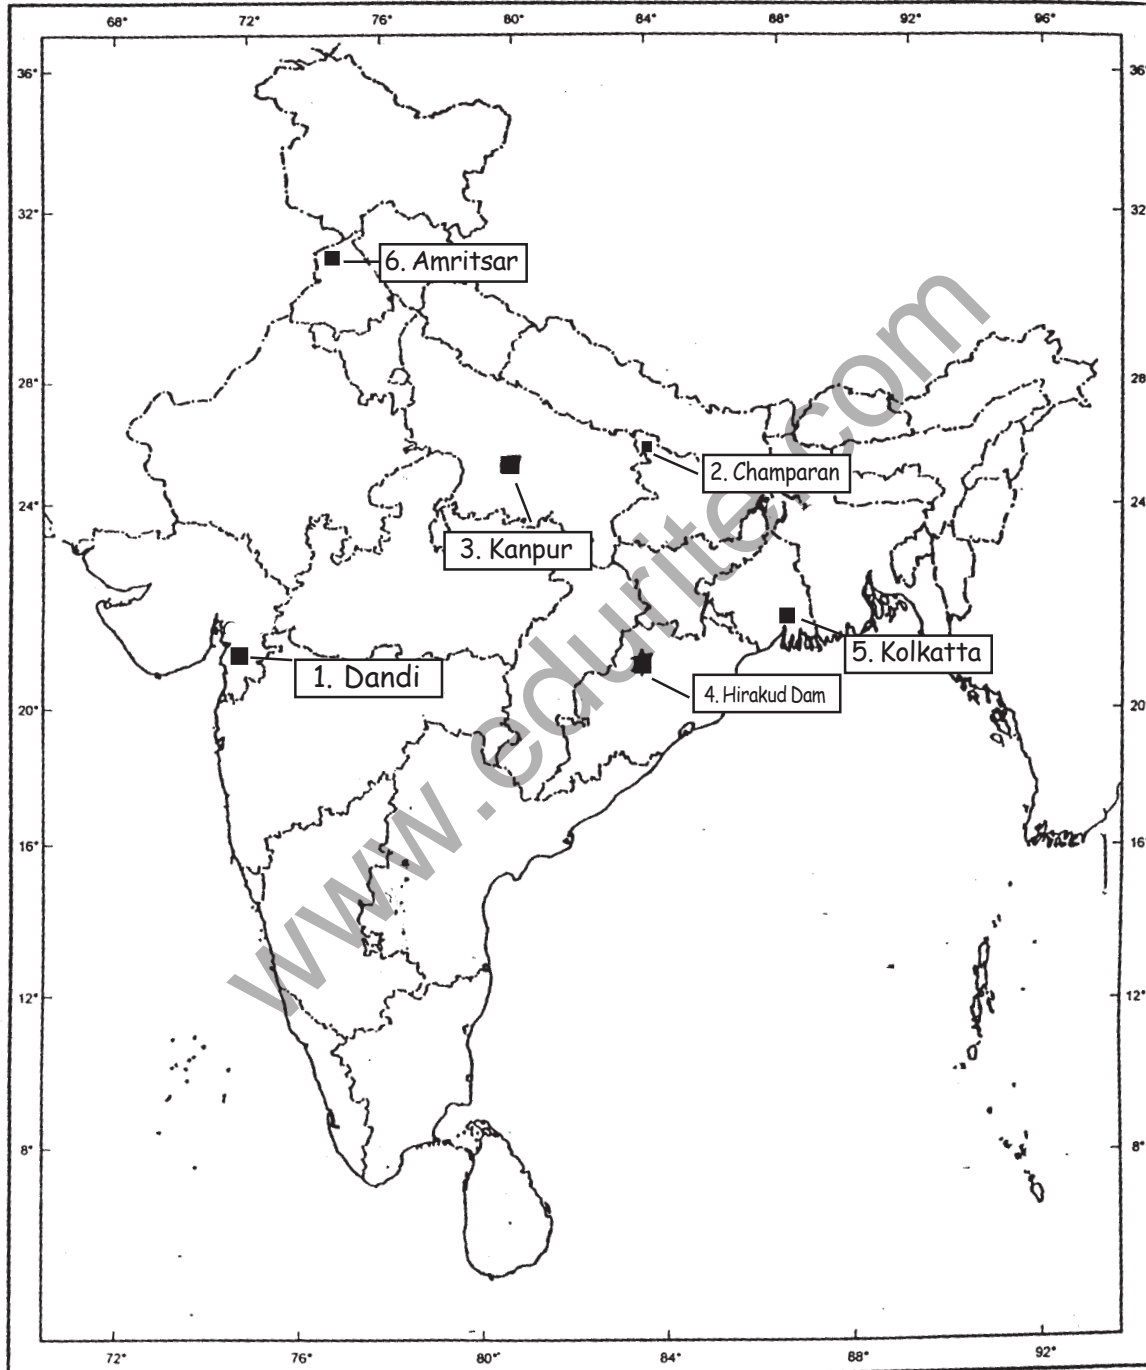 68° 72° 76° 80° 84° 88° 92° 96°
36° 36°
32° 32°
6. Amritsar
28° 28°
2. Champaran
24° 24°
3. Kanpur
5. Kolkatta
1. Dandi
4. Hirakud Dam
20° 20°
16° 16°
12° 12°
8° 8°
72° 76° 80° 84° 88° 92°
www.edurite.com